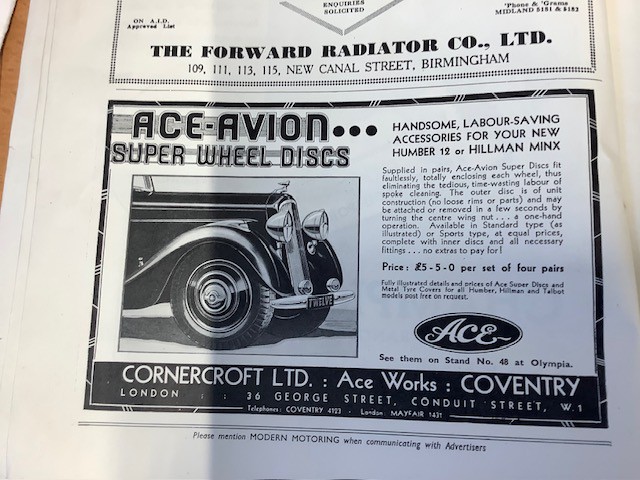 ENQUIRIES
SOLICITED
ON A.I.D.
Approved List
'Phone & 'Grams
MIDLAND 5181 & 5182
THE FORWARD RADIATOR CO., LTD.
109, 111, 113, 115, NEW CANAL STREET, BIRMINGHAM
ACE-AVION...
SUPER WHEEL DISCS
HANDSOME, LABOUR-SAVING
ACCESSORIES FOR YOUR NEW
HUMBER 12 or HILLMAN MINX
Supplied in pairs, Ace-Avion Super Discs fit
faultlessly, totally enclosing each wheel, thus
eliminating the tedious, time-wasting labour of
spoke cleaning. The outer disc is of unit
construction (no loose rims or parts) and may
be attached or removed in a few seconds by
turning the centre wing nut . . . a one-hand
operation. Available in Standard type (as
illustrated) or Sports type, at equal prices,
complete with inner discs and all necessary
fittings . . . no extras to pay for!
Price: £5-5-0 per set of four pairs
Fully illustrated details and prices of Ace Super Discs and
Metal Tyre Covers for all Humber, Hillman and Talbot
models post free on request.
TWELVE
ACE
See them on Stand No. 48 at Olympia.
CORNERCROFT LTD. : Ace Works : COVENTRY
LONDON : : 36 GEORGE STREET, CONDUIT STREET, W.1
Telephones: COVENTRY 4123 · London: MAYFAIR 1431
Please mention MODERN MOTORING when communicating with Advertisers